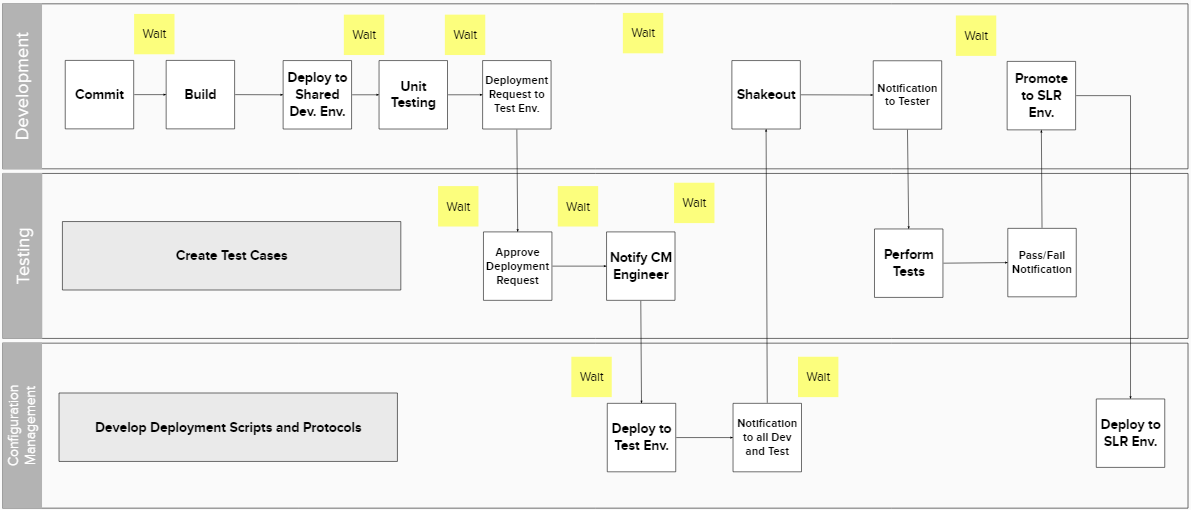 Development
Wait
Wait
Wait
Wait
Wait
Commit
Build
Deploy to
Shared
Dev. Env.
Unit
Testing
Deployment
Request to
Test Env.
Shakeout
Notification
to Tester
Promote
to SLR
Env.
Testing
Wait
Wait
Wait
Create Test Cases
Approve
Deployment
Request
Notify CM
Engineer
Perform
Tests
Pass/Fail
Notification
Configuration
Management
Wait
Wait
Develop Deployment Scripts and Protocols
Deploy to
Test Env.
Notification
to all Dev
and Test
Deploy to
SLR Env.